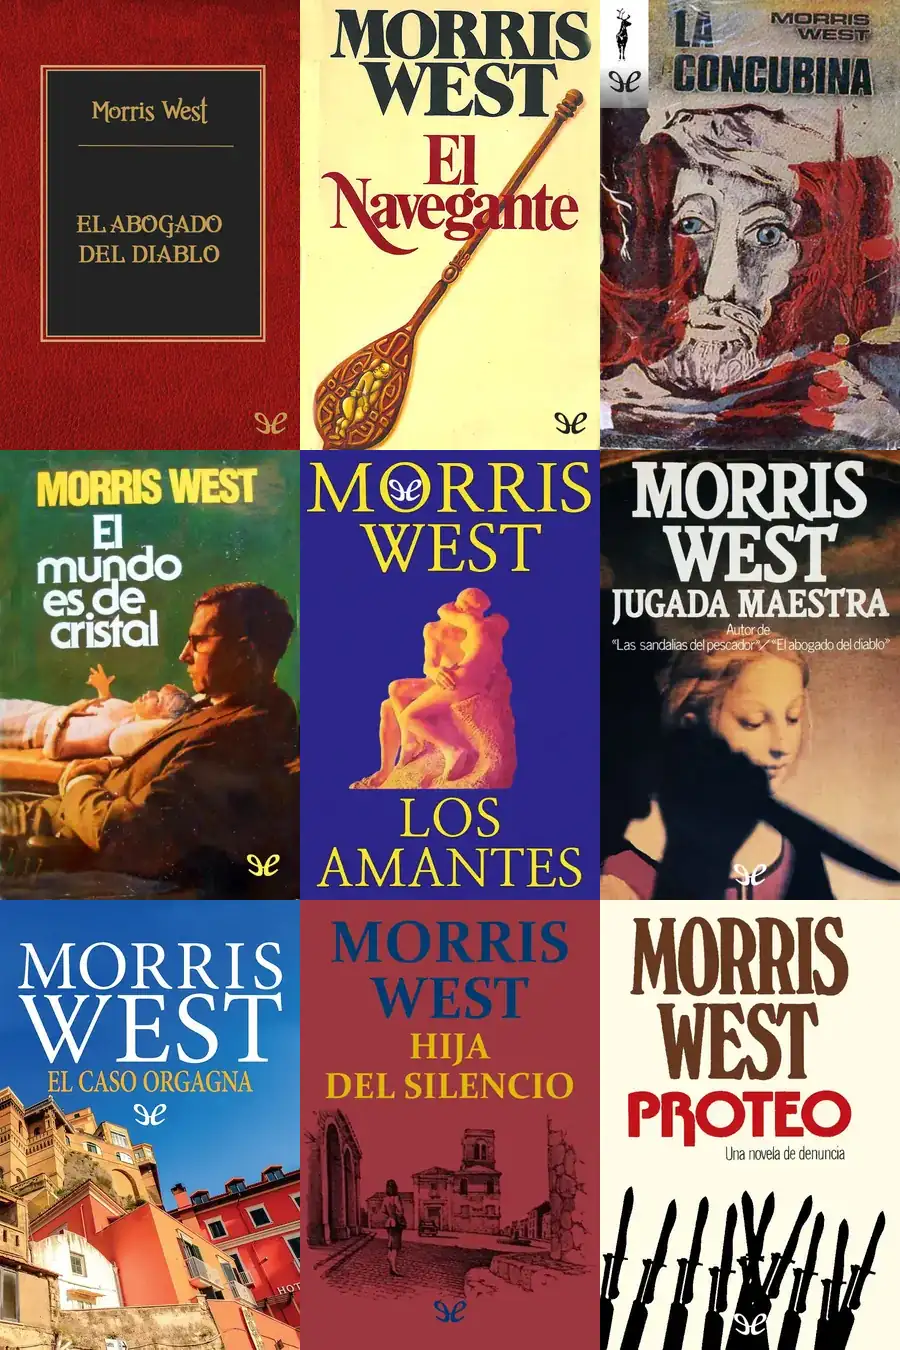 Morris West
EL ABOGADO
DEL DIABLO
MORRIS
WEST
El
Navegante
MORRIS
WEST
LA
CONCUBINA
MORRIS WEST
El
mundo
es de
cristal
MORRIS
WEST
LOS
AMANTES
MORRIS
WEST
JUGADA MAESTRA
Autor de
“Las sandalias del pescador”/“El abogado del diablo”
MORRIS
WEST
EL CASO ORGAGNA
HOT
MORRIS
WEST
HIJA
DEL SILENCIO
MORRIS
WEST
PROTEO
Una novela de denuncia